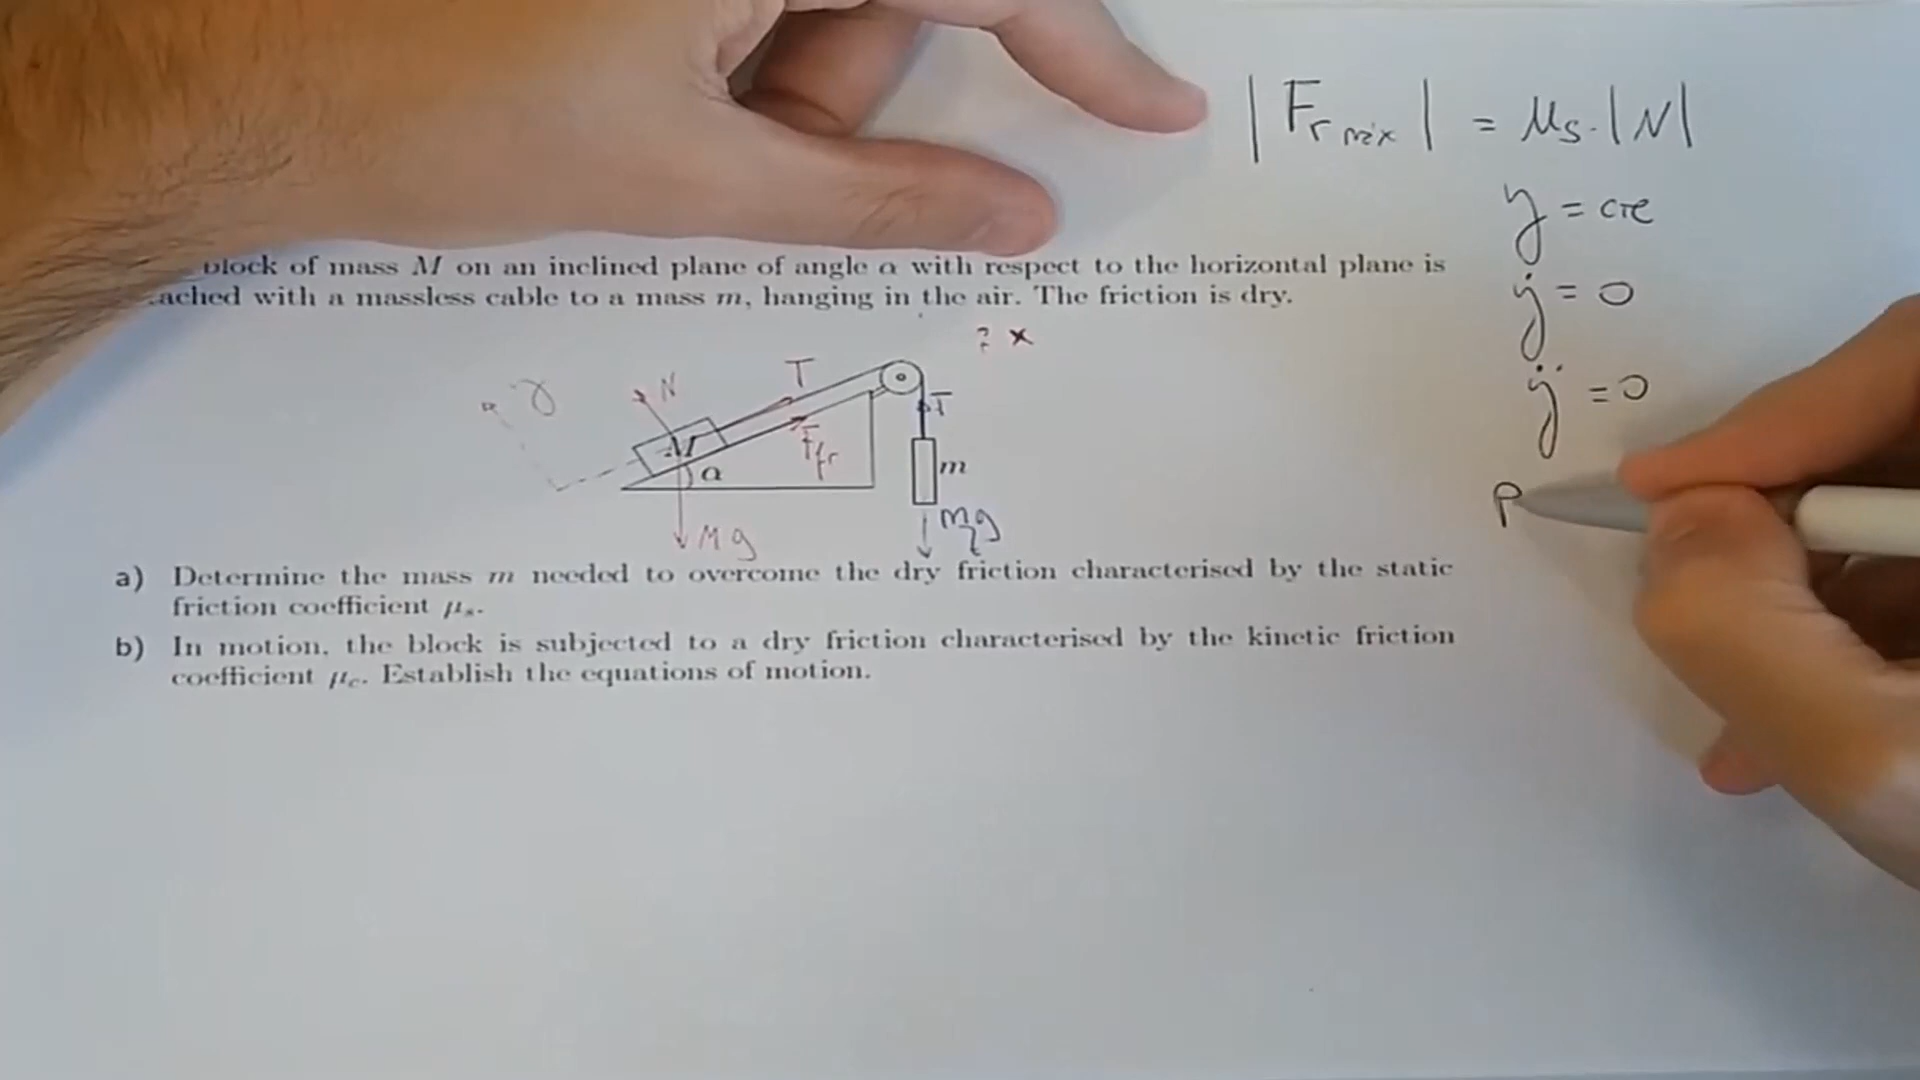 |Fr max| = μs.|N|
y = cte
ẏ = 0
ÿ = 0
P
block of mass M on an inclined plane of angle α with respect to the horizontal plane is
ached with a massless cable to a mass m, hanging in the air. The friction is dry.
? x
y
N
T
T
M
α
Ffr
m
Mg
mg
a) Determine the mass m needed to overcome the dry friction characterised by the static
friction coefficient μs.
b) In motion, the block is subjected to a dry friction characterised by the kinetic friction
coefficient μc. Establish the equations of motion.